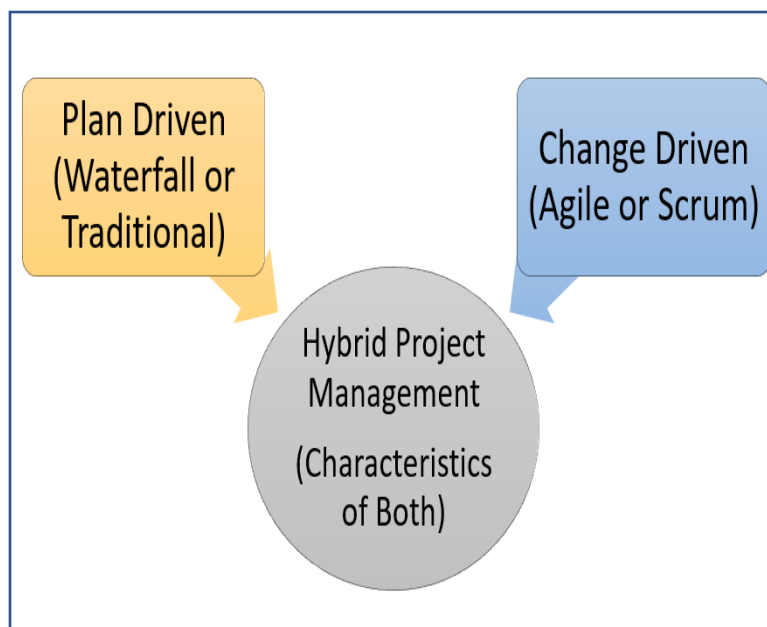 Plan Driven
(Waterfall or
Traditional)
Change Driven
(Agile or Scrum)
Hybrid Project
Management
(Characteristics
of Both)